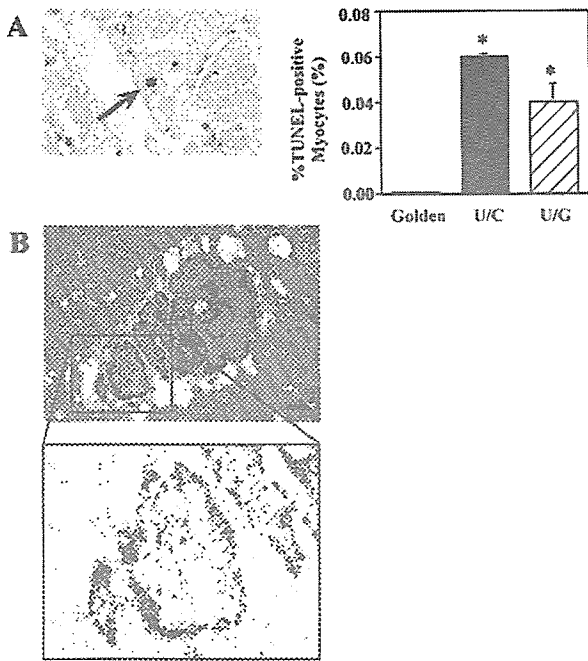 A
%TUNEL-positive
Myocytes (%)
0.08
0.06
0.04
0.02
0.00
*
*
Golden
U/C
U/G
B